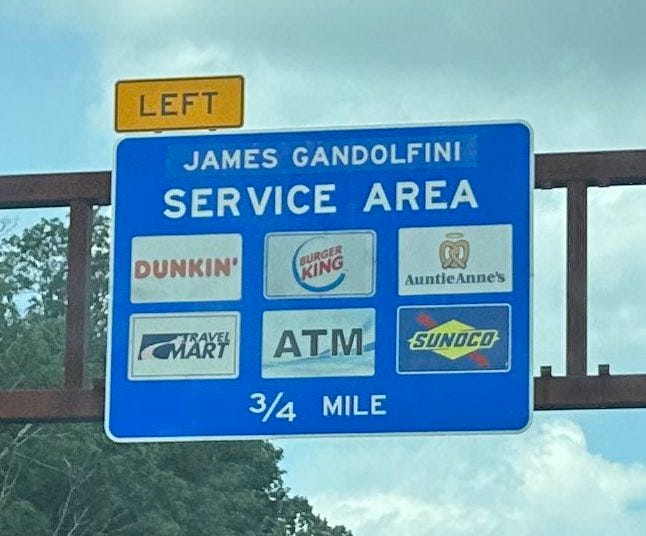 LEFT
JAMES GANDOLFINI
SERVICE AREA
DUNKIN'
BURGER
KING
AuntieAnne's
TRAVEL
MART
ATM
SUNOCO
3/4 MILE